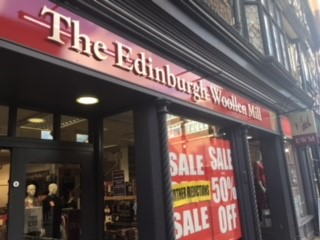 The Edinburgh Woollen Mill
SALE
FURTHER REDUCTIONS
SALE
SALE
50%
OFF